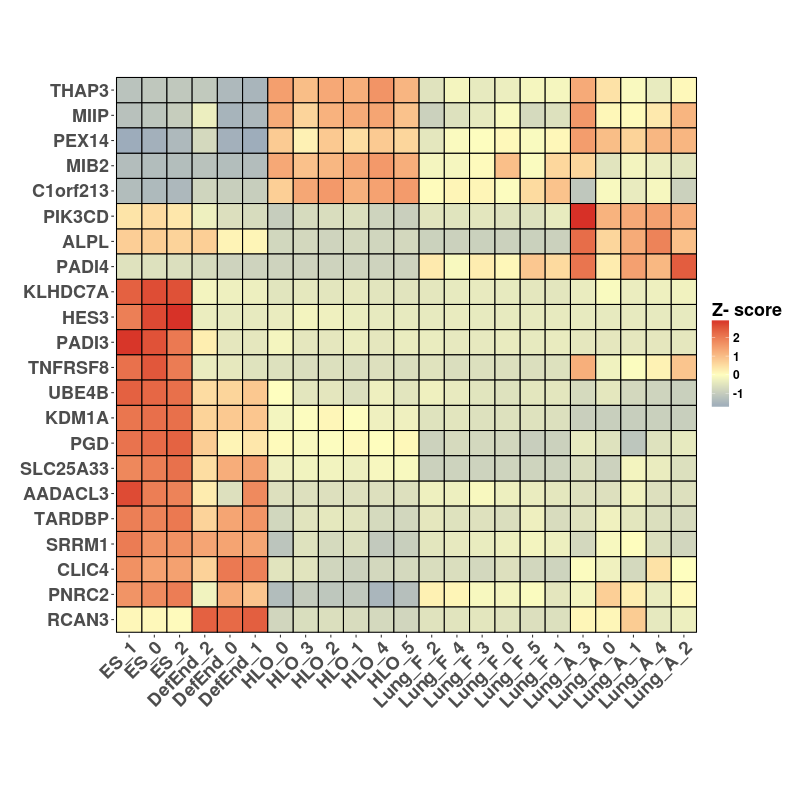 THAP3
MIIP
PEX14
MIB2
C1orf213
PIK3CD
ALPL
PADI4
KLHDC7A
HES3
PADI3
TNFRSF8
UBE4B
KDM1A
PGD
SLC25A33
AADACL3
TARDBP
SRRM1
CLIC4
PNRC2
RCAN3
Z- score
2
1
0
-1
ES_1
ES_0
ES_2
DefEnd_2
DefEnd_0
DefEnd_1
HLO_0
HLO_3
HLO_2
HLO_1
HLO_4
HLO_5
Lung_F_2
Lung_F_4
Lung_F_3
Lung_F_0
Lung_F_5
Lung_F_1
Lung_A_3
Lung_A_0
Lung_A_1
Lung_A_4
Lung_A_2